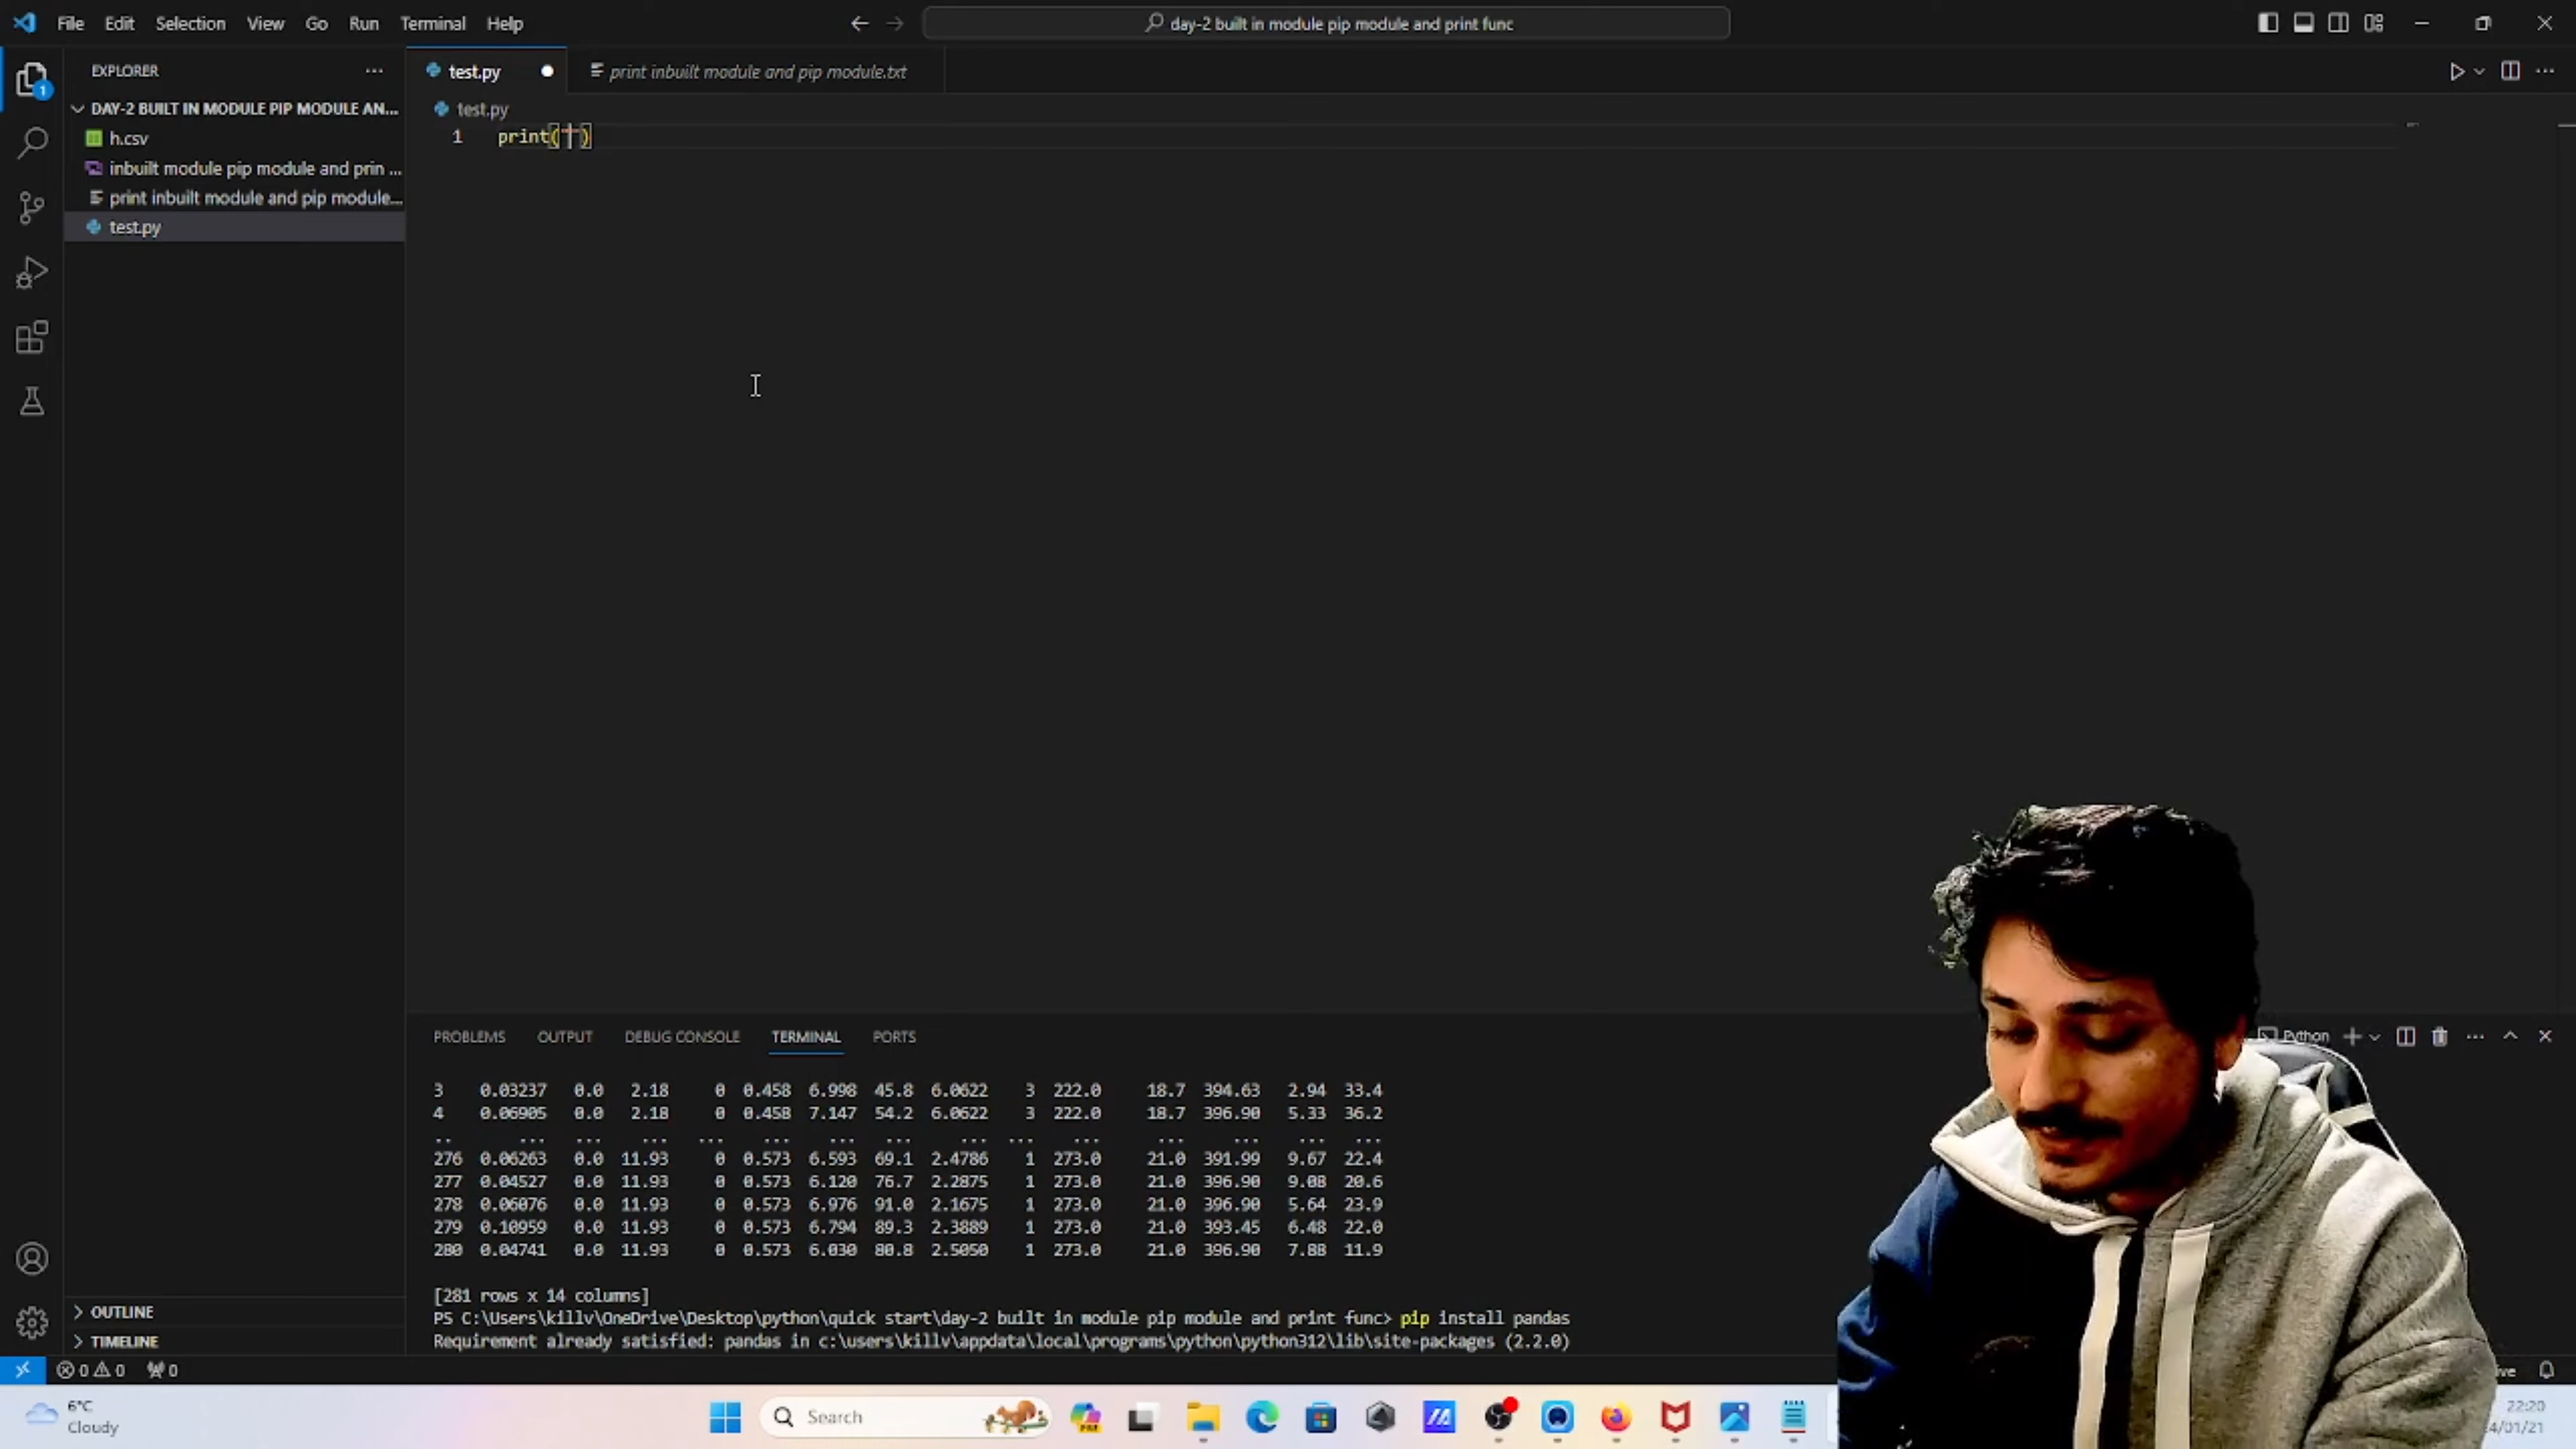 File Edit Selection View Go Run Terminal Help
day-2 built in module pip module and print func
EXPLORER
1
DAY-2 BUILT IN MODULE PIP MODULE AN...
h.csv
inbuilt module pip module and prin ...
print inbuilt module and pip module...
test.py
OUTLINE
TIMELINE
test.py
print inbuilt module and pip module.txt
test.py
1 print("")
PROBLEMS OUTPUT DEBUG CONSOLE TERMINAL PORTS
Python
3 0.03237 0.0 2.18 0 0.458 6.998 45.8 6.0622 3 222.0 18.7 394.63 2.94 33.4
4 0.06905 0.0 2.18 0 0.458 7.147 54.2 6.0622 3 222.0 18.7 396.90 5.33 36.2
.. ... ... ... ... ... ... ... ... ... ... ... ... ... ...
276 0.06263 0.0 11.93 0 0.573 6.593 69.1 2.4786 1 273.0 21.0 391.99 9.67 22.4
277 0.04527 0.0 11.93 0 0.573 6.120 76.7 2.2875 1 273.0 21.0 396.90 9.08 20.6
278 0.06076 0.0 11.93 0 0.573 6.976 91.0 2.1675 1 273.0 21.0 396.90 5.64 23.9
279 0.10959 0.0 11.93 0 0.573 6.794 89.3 2.3889 1 273.0 21.0 393.45 6.48 22.0
280 0.04741 0.0 11.93 0 0.573 6.030 80.8 2.5050 1 273.0 21.0 396.90 7.88 11.9
[281 rows x 14 columns]
PS C:\Users\killv\OneDrive\Desktop\python\quick start\day-2 built in module pip module and print func> pip install pandas
Requirement already satisfied: pandas in c:\users\killv\appdata\local\programs\python\python312\lib\site-packages (2.2.0)
0 0 0
6°C
Cloudy
Search
22:20
4/01/21